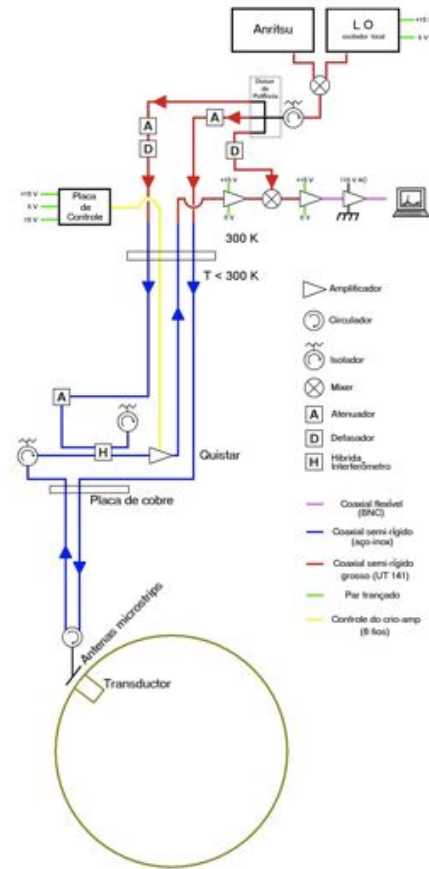 Anritsu
L O
oscilador local
+15 V
5 V
Divisor
de
Potência
A
A
D
D
+15 V
5 V
-15 V
Placa
de
Controle
+15 V
+15 V
+15 V AC
300 K
T < 300 K
A
H
Quistar
Placa de cobre
Antenas microstrips
Transductor
Amplificador
Circulador
Isolador
Mixer
A
Atenuador
D
Defasador
H
Híbrida
Interferômetro
Coaxial flexível
(BNC)
Coaxial semi-rígido
(aço-inox)
Coaxial semi-rígido
grosso (UT 141)
Par trançado
Controle do crio-amp
(8 fios)